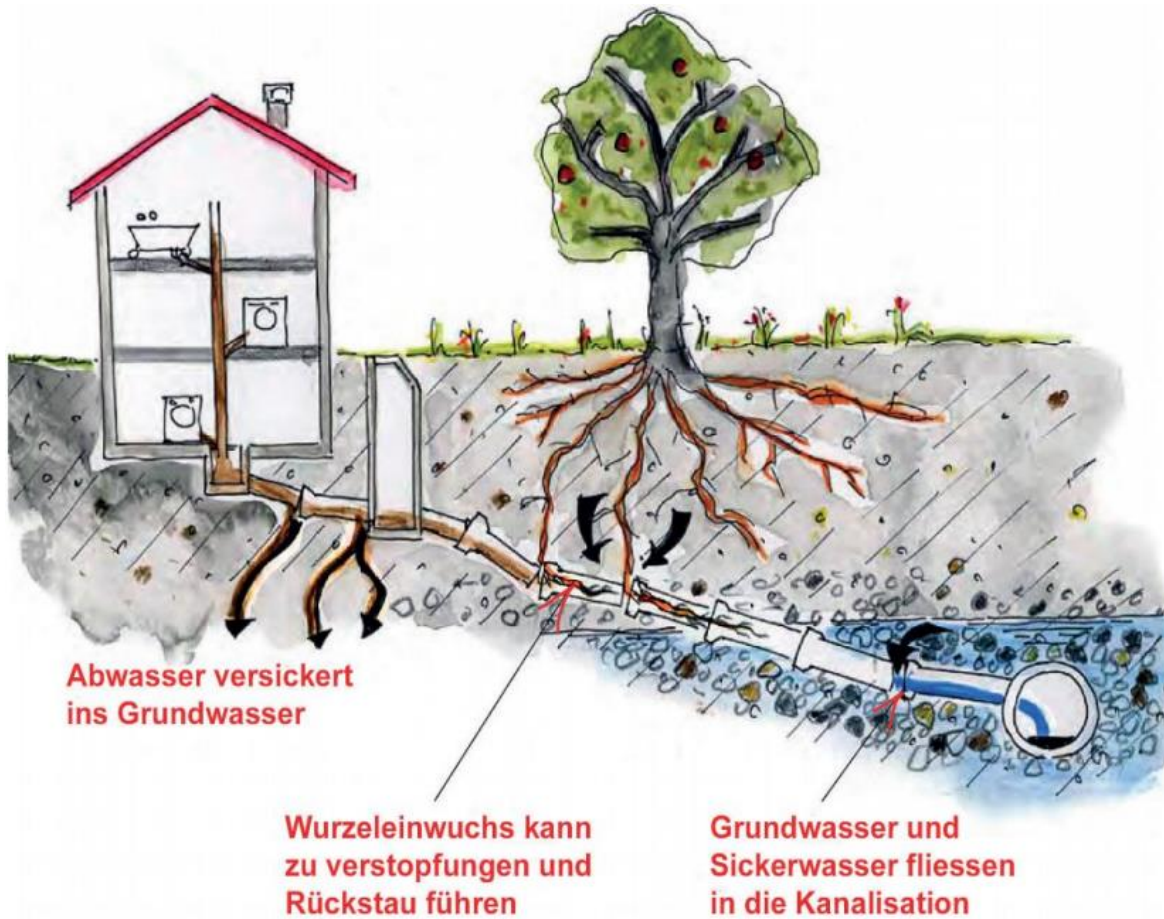 Abwasser versickert
ins Grundwasser
Wurzeleinwuchs kann
zu verstopfungen und
Rückstau führen
Grundwasser und
Sickerwasser fliessen
in die Kanalisation